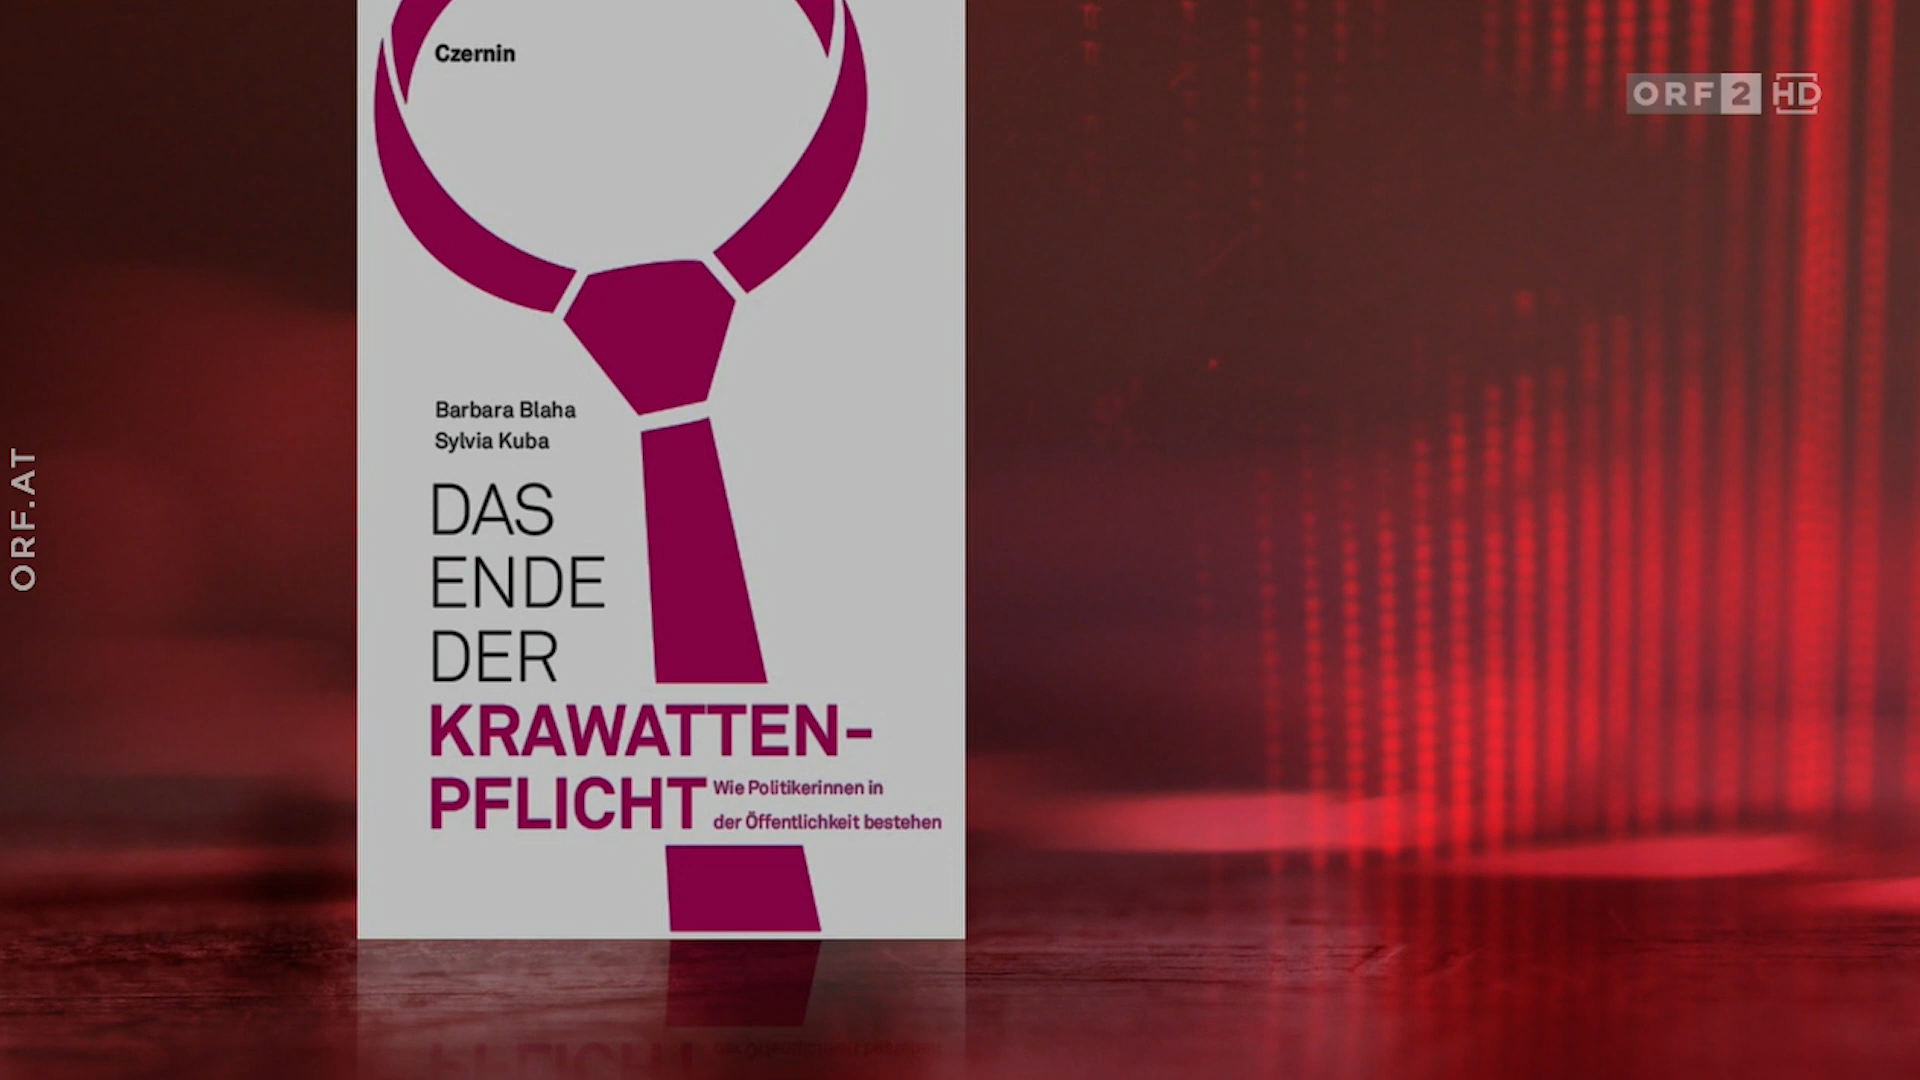 Czernin
ORF 2 HD
Barbara Blaha
Sylvia Kuba
DAS
ENDE
DER
KRAWATTEN-
PFLICHT
Wie Politikerinnen in
der Öffentlichkeit bestehen
ORF.AT